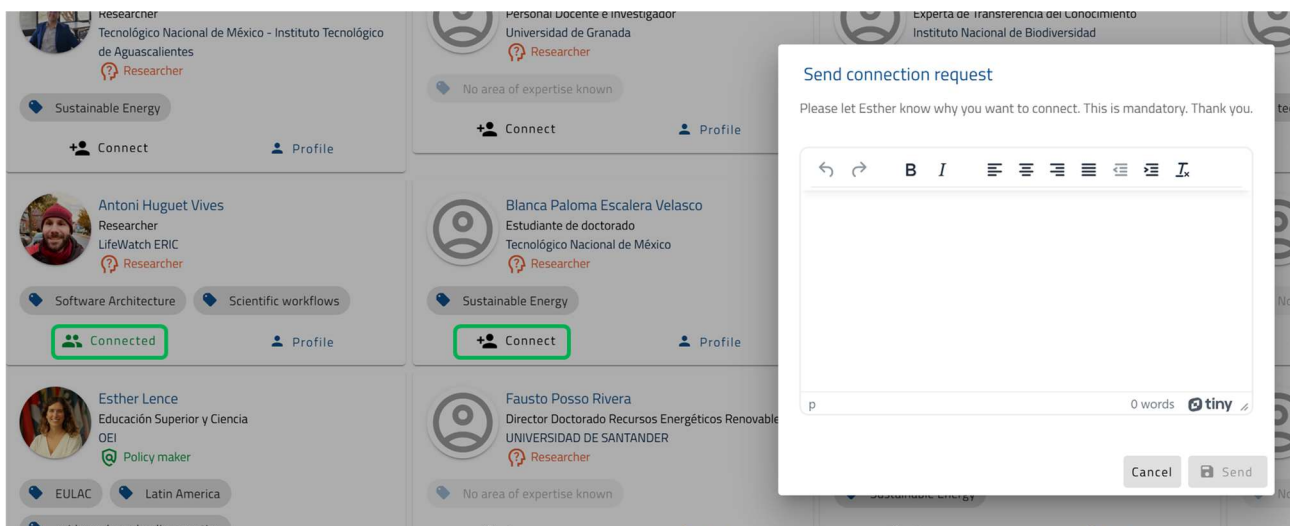 Researcher
Tecnológico Nacional de México - Instituto Tecnológico
de Aguascalientes
Researcher
Sustainable Energy
Connect
Profile
Personal Docente e Investigador
Universidad de Granada
Researcher
No area of expertise known
Connect
Profile
Experta de Transferencia del Conocimiento
Instituto Nacional de Biodiversidad
Antoni Huguet Vives
Researcher
LifeWatch ERIC
Researcher
Software Architecture
Scientific workflows
Connected
Profile
Blanca Paloma Escalera Velasco
Estudiante de doctorado
Tecnológico Nacional de México
Researcher
Sustainable Energy
Connect
Profile
Esther Lence
Educación Superior y Ciencia
OEI
Policy maker
EULAC
Latin America
Fausto Posso Rivera
Director Doctorado Recursos Energéticos Renovable
UNIVERSIDAD DE SANTANDER
Researcher
No area of expertise known
Sustainable Energy
Send connection request
Please let Esther know why you want to connect. This is mandatory. Thank you.
B I
p
0 words tiny
Cancel
Send